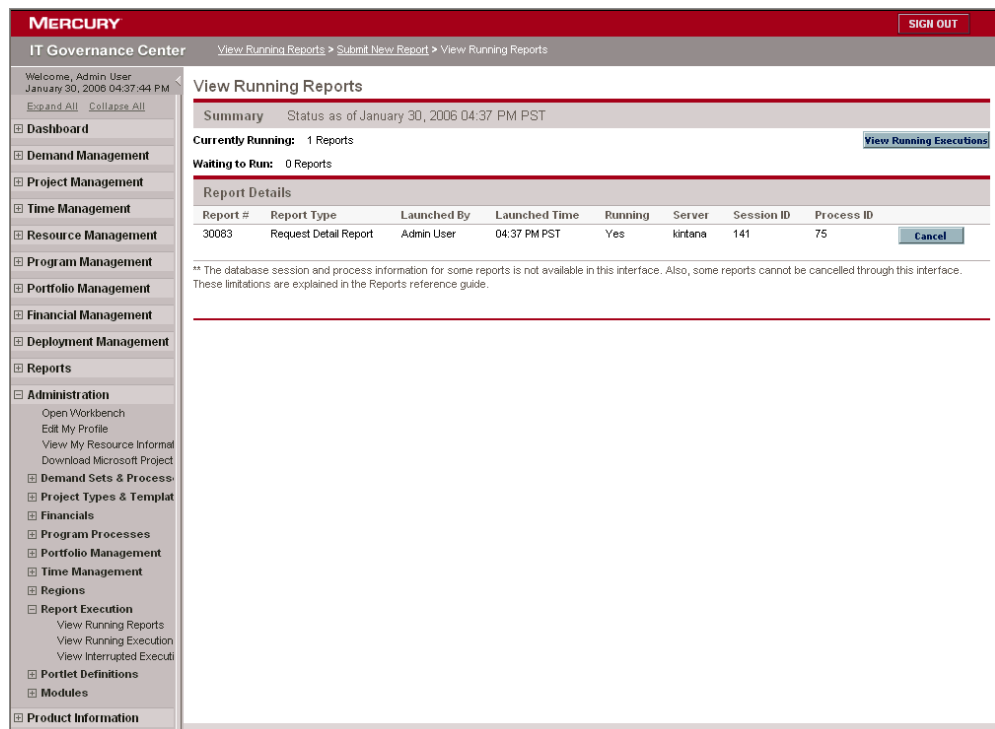 MERCURY
SIGN OUT
IT Governance Center
View Running Reports > Submit New Report > View Running Reports
Welcome, Admin User
January 30, 2006 04:37:44 PM
Expand All Collapse All
Dashboard
Demand Management
Project Management
Time Management
Resource Management
Program Management
Portfolio Management
Financial Management
Deployment Management
Reports
Administration
Open Workbench
Edit My Profile
View My Resource Informat
Download Microsoft Project
Demand Sets & Process
Project Types & Templat
Financials
Program Processes
Portfolio Management
Time Management
Regions
Report Execution
View Running Reports
View Running Execution
View Interrupted Executi
Portlet Definitions
Modules
Product Information
View Running Reports
Summary Status as of January 30, 2006 04:37 PM PST
Currently Running: 1 Reports
View Running Executions
Waiting to Run: 0 Reports
Report Details
Report # Report Type Launched By Launched Time Running Server Session ID Process ID
30083 Request Detail Report Admin User 04:37 PM PST Yes kintana 141 75 Cancel
** The database session and process information for some reports is not available in this interface. Also, some reports cannot be cancelled through this interface.
These limitations are explained in the Reports reference guide.